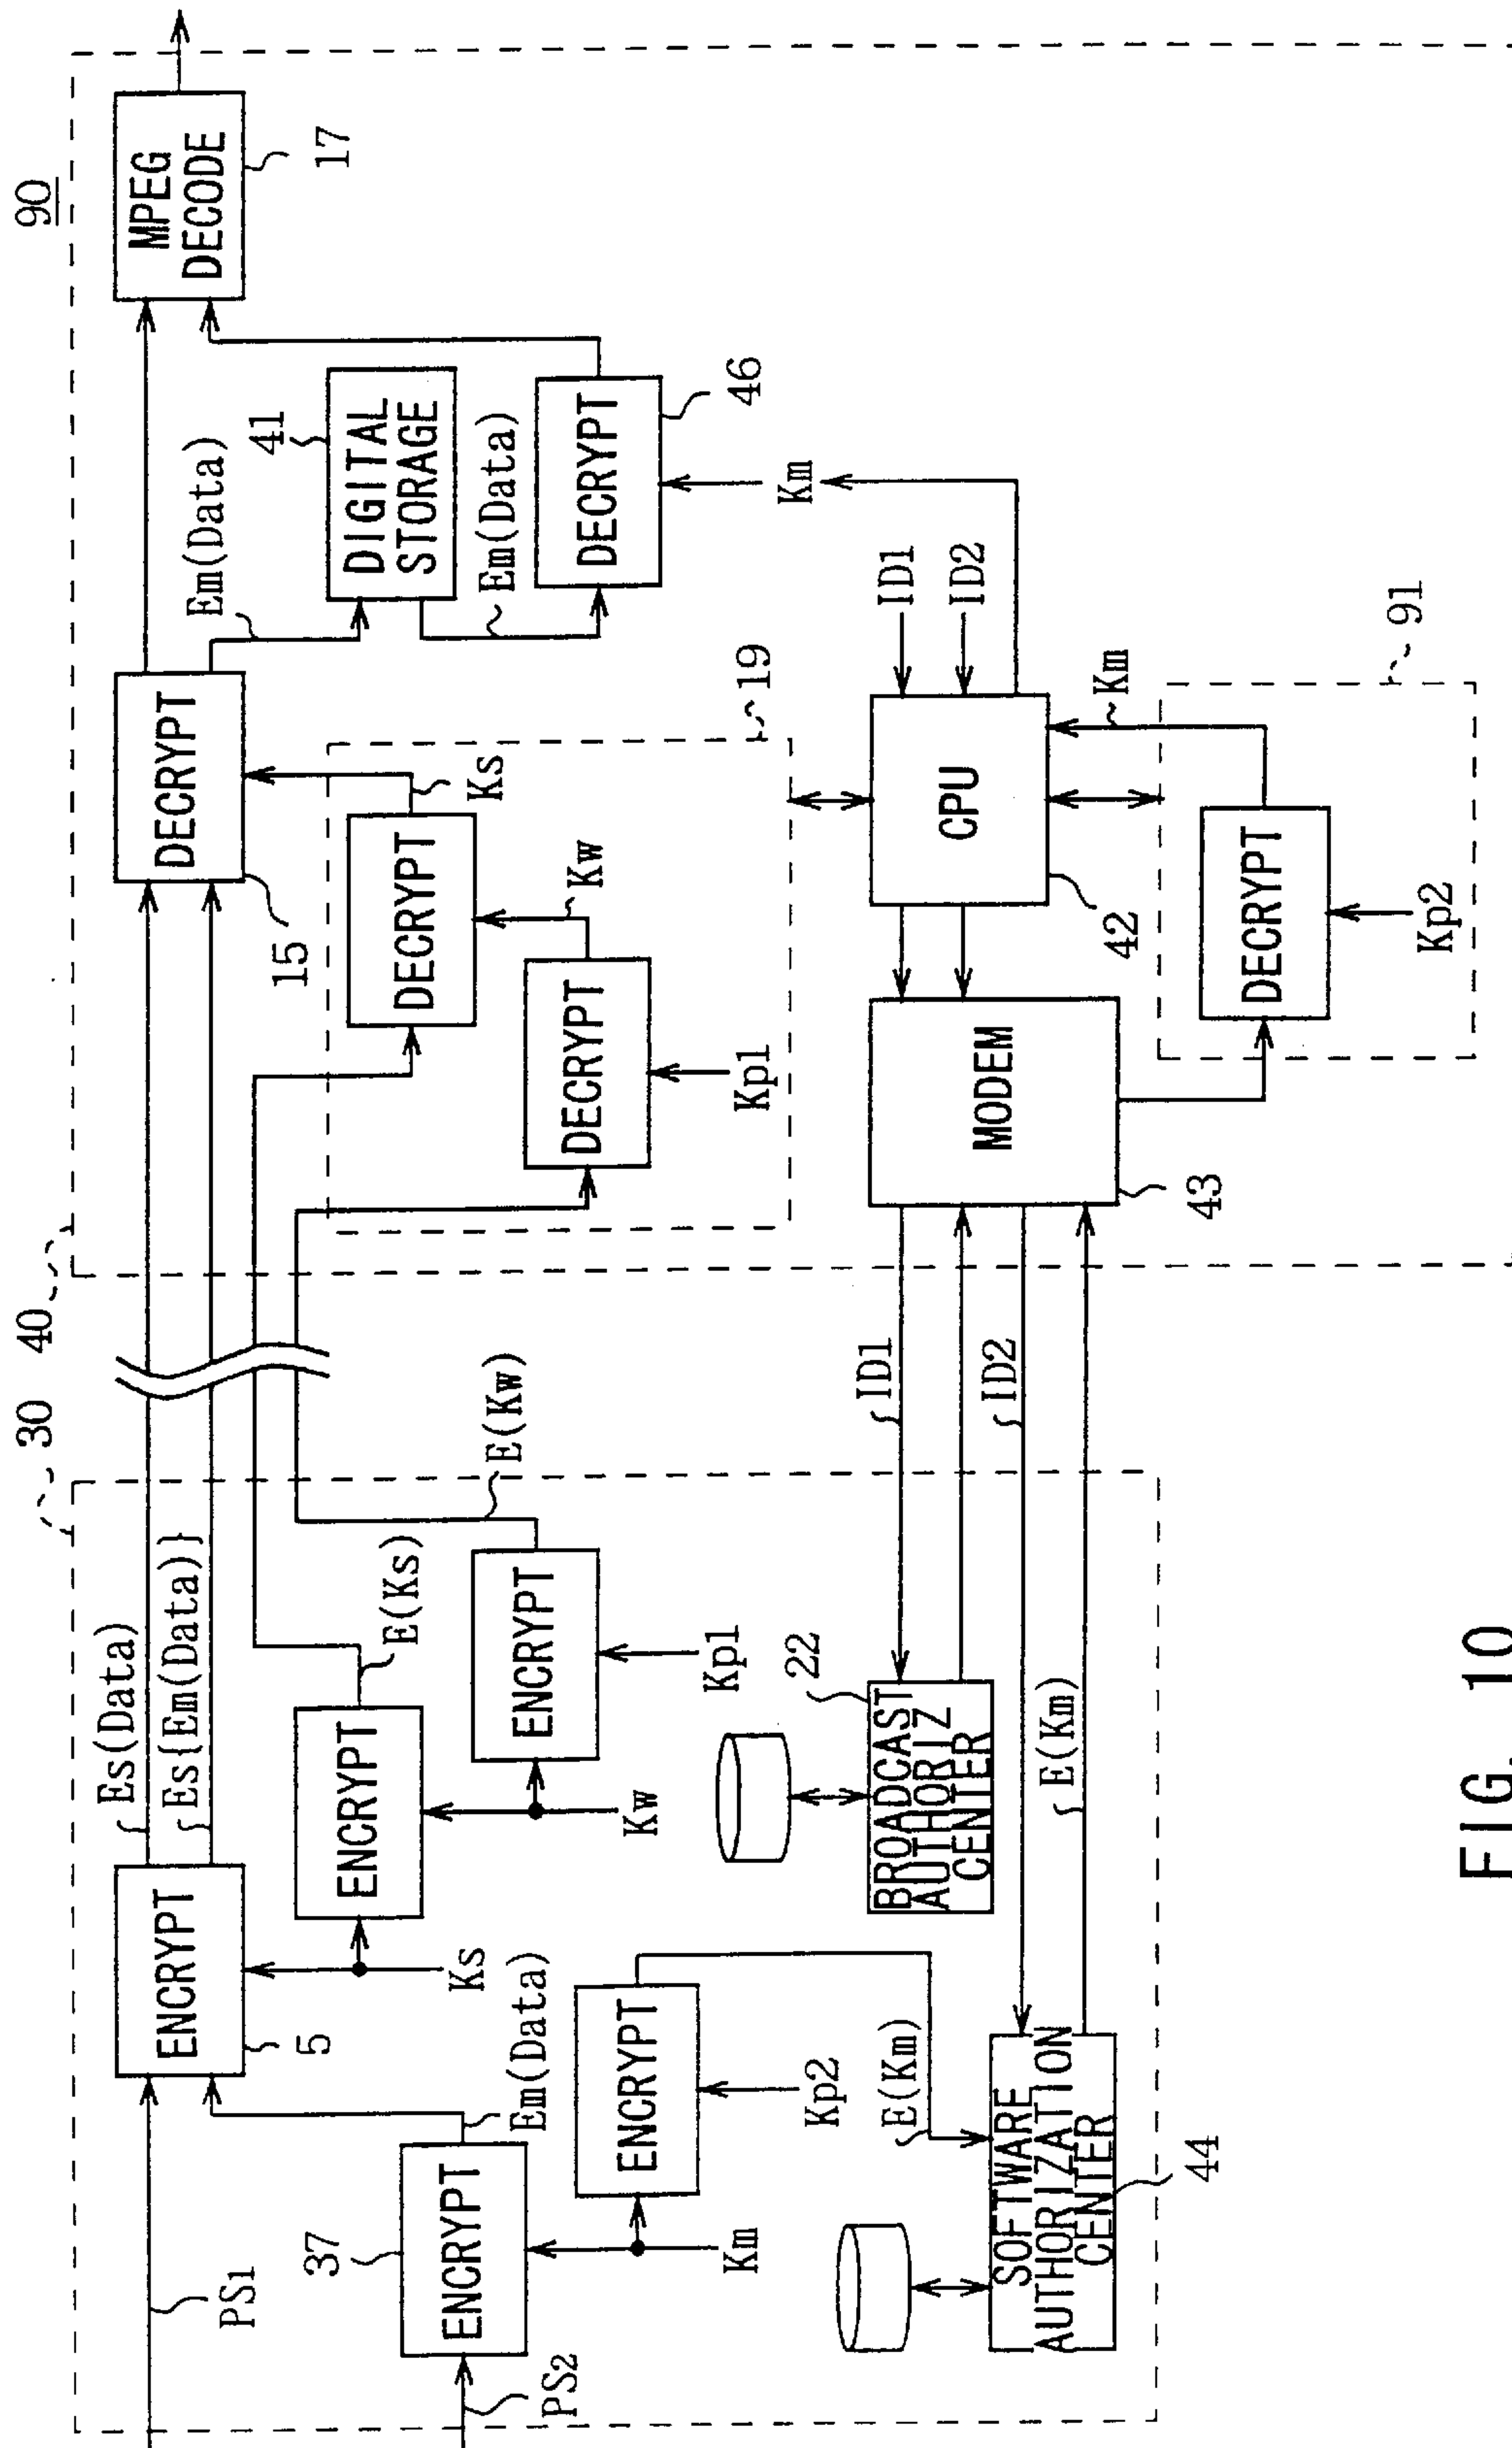 90
30
40
Es(Data)
Es{Em(Data)}
PS1
ENCRYPT
5
Ks
PS2
ENCRYPT
37
Em(Data)
Km
ENCRYPT
Kp2
E(Km)
ENCRYPT
E(Ks)
Kw
ENCRYPT
E(Kw)
Kp1
SOFTWARE
AUTHORIZATION
CENTER
44
BROADCAST
AUTHORIZ
CENTER
22
E(Km)
ID1
ID2
DECRYPT
15
Em(Data)
MPEG
DECODE
17
DIGITAL
STORAGE
41
Em(Data)
DECRYPT
46
Km
19
DECRYPT
Ks
DECRYPT
Kw
Kp1
MODEM
43
CPU
42
ID1
ID2
Km
91
DECRYPT
Kp2
FIG. 10